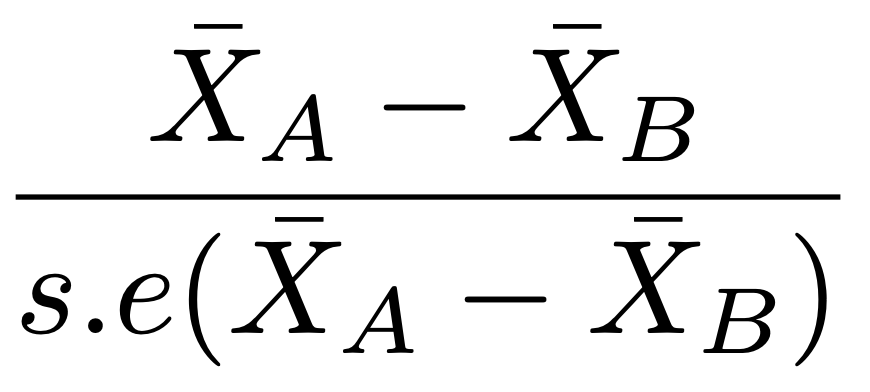 X̄_A − X̄_B
s.e(X̄_A − X̄_B)